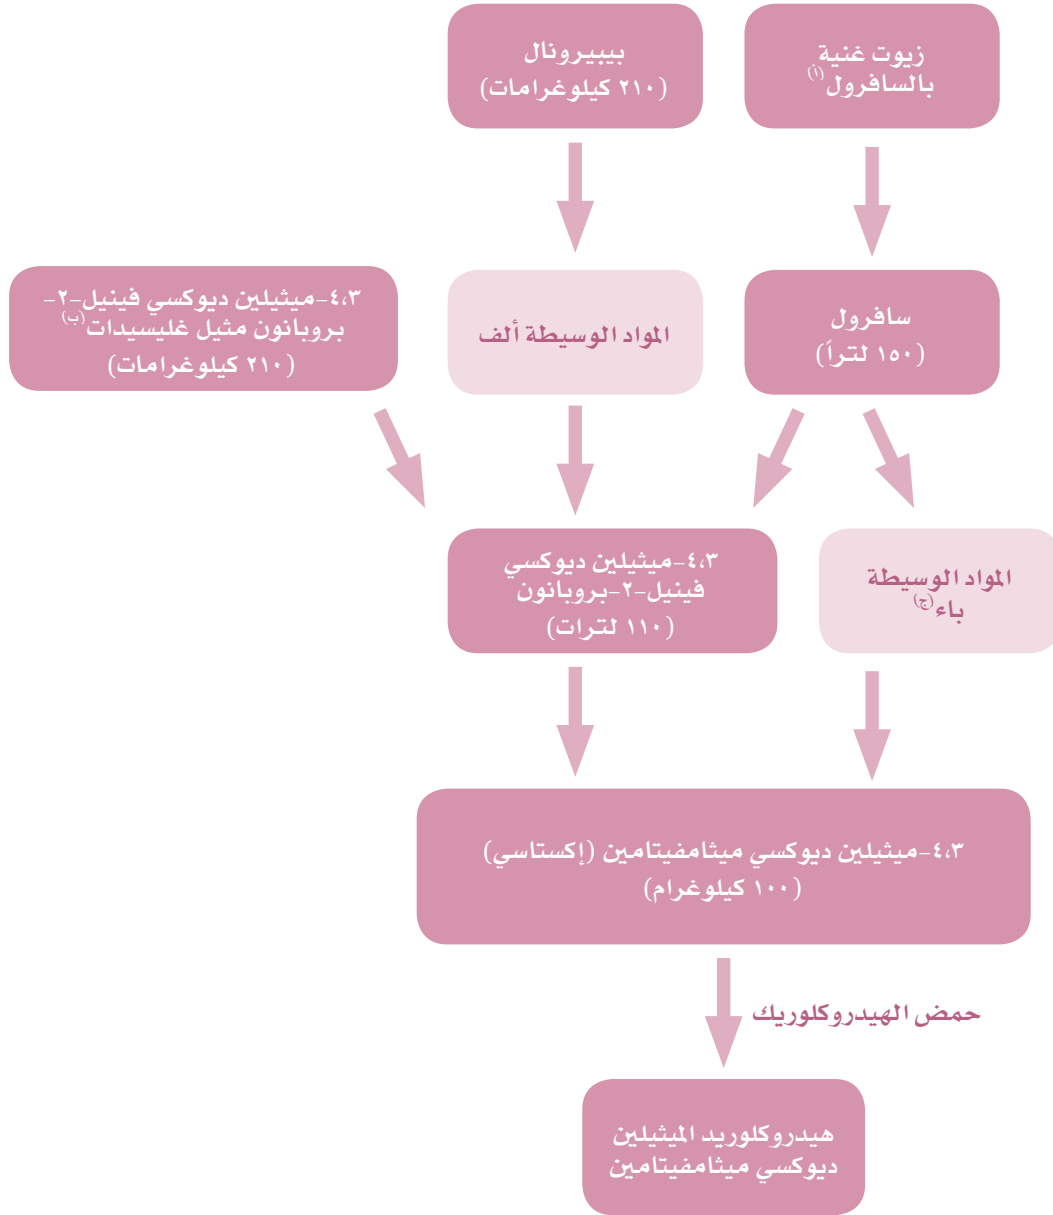 زيوت غنية
بالسافرول(أ)
بيبيرونال
(٢١٠ كيلوغرامات)
سافرول
(١٥٠ لتراً)
المواد الوسيطة ألف
٤،٣-ميثيلين ديوكسي فينيل-٢-
بروبانون مثيل غليسيدات(ب)
(٢١٠ كيلوغرامات)
المواد الوسيطة
باء(ج)
٤،٣-ميثيلين ديوكسي
فينيل-٢-بروبانون
(١١٠ لترات)
٤،٣-ميثيلين ديوكسي ميثامفيتامين (إكستاسي)
(١٠٠ كيلوغرام)
حمض الهيدروكلوريك
هيدروكلوريد الميثيلين
ديوكسي ميثامفيتامين